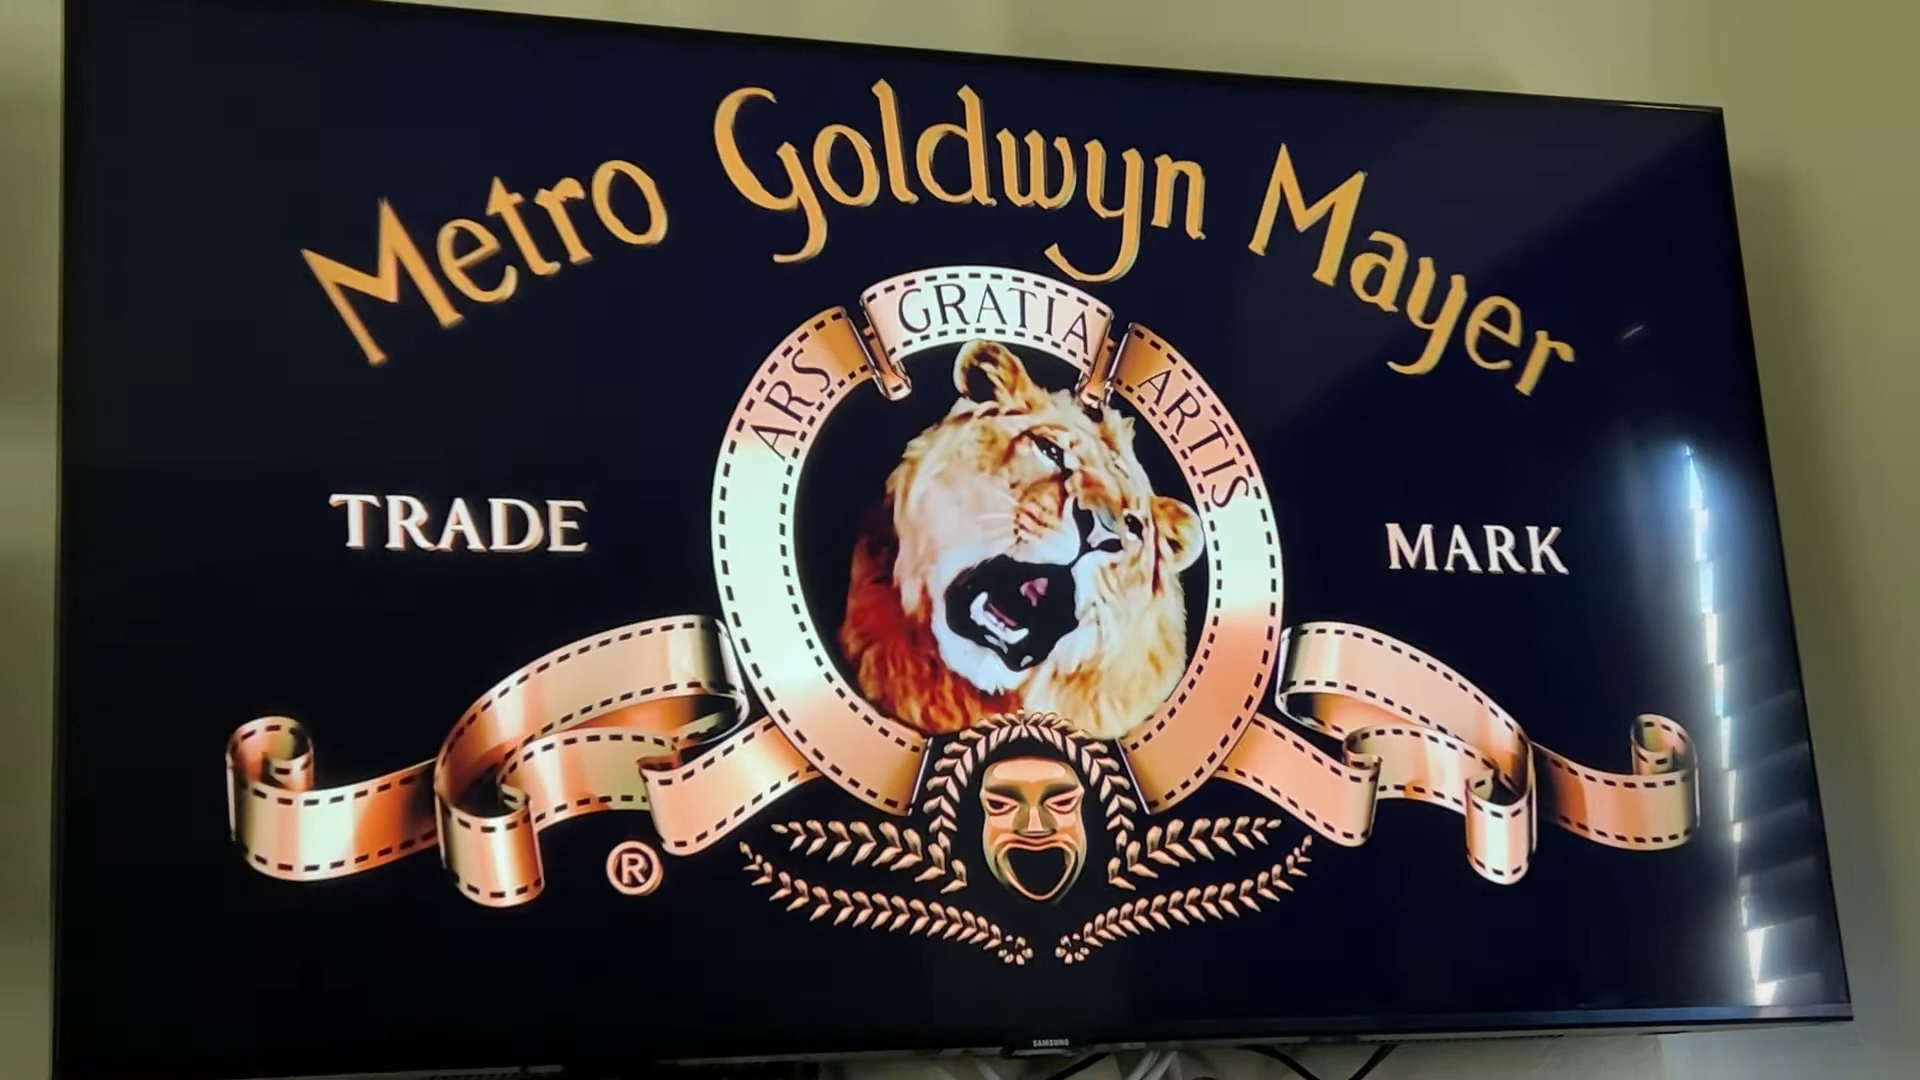 Metro Goldwyn Mayer
ARS GRATIA ARTIS
TRADE MARK
®
SAMSUNG